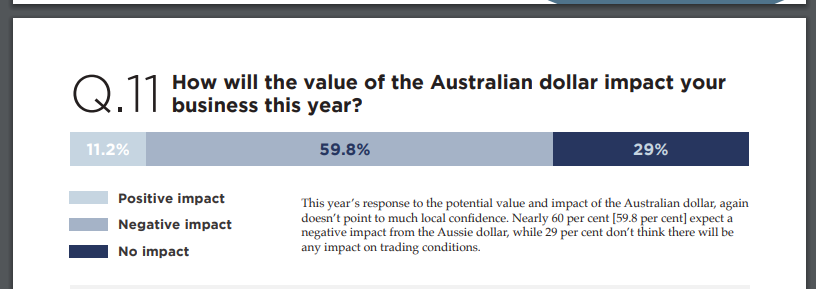 Q.11
How will the value of the Australian dollar impact your
business this year?
11.2% 59.8% 29%
Positive impact
Negative impact
No impact
This year’s response to the potential value and impact of the Australian dollar, again
doesn’t point to much local confidence. Nearly 60 per cent [59.8 per cent] expect a
negative impact from the Aussie dollar, while 29 per cent don’t think there will be
any impact on trading conditions.